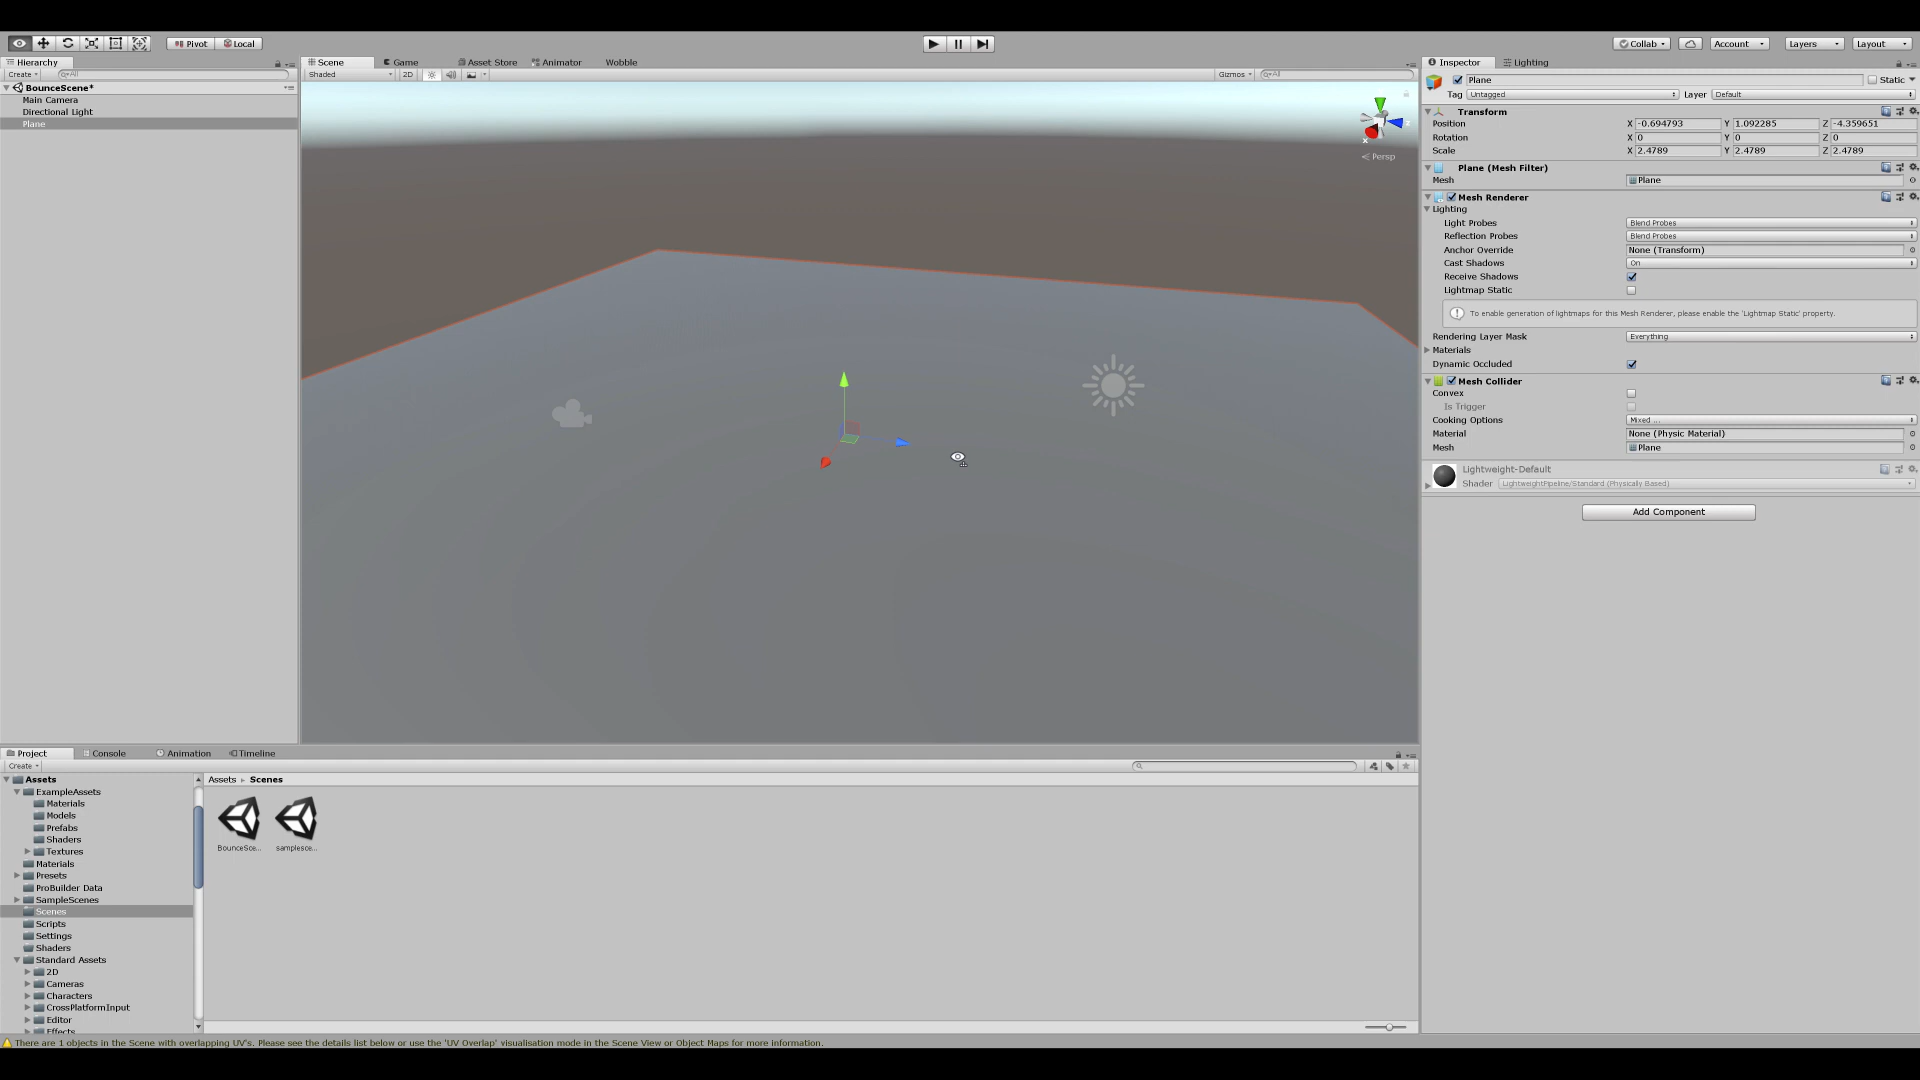 Pivot Local
Collab Account Layers Layout
Hierarchy
Create All
BounceScene*
Main Camera
Directional Light
Plane
Scene Game Asset Store Animator Wobble
Shaded 2D Gizmos All
x
Persp
Inspector Lighting
Plane Static
Tag Untagged Layer Default
Transform
Position X -0.694793 Y 1.092285 Z -4.359651
Rotation X 0 Y 0 Z 0
Scale X 2.4789 Y 2.4789 Z 2.4789
Plane (Mesh Filter)
Mesh Plane
Mesh Renderer
Lighting
Light Probes Blend Probes
Reflection Probes Blend Probes
Anchor Override None (Transform)
Cast Shadows On
Receive Shadows
Lightmap Static
To enable generation of lightmaps for this Mesh Renderer, please enable the 'Lightmap Static' property.
Rendering Layer Mask Everything
Materials
Dynamic Occluded
Mesh Collider
Convex
Is Trigger
Cooking Options Mixed ...
Material None (Physic Material)
Mesh Plane
Lightweight-Default
Shader LightweightPipeline/Standard (Physically Based)
Add Component
Project Console Animation Timeline
Create
Assets
ExampleAssets
Materials
Models
Prefabs
Shaders
Textures
Materials
Presets
ProBuilder Data
SampleScenes
Scenes
Scripts
Settings
Shaders
Standard Assets
2D
Cameras
Characters
CrossPlatformInput
Editor
Effects
Assets Scenes
BounceSce... samplesce...
There are 1 objects in the Scene with overlapping UV's. Please see the details list below or use the 'UV Overlap' visualisation mode in the Scene View or Object Maps for more information.